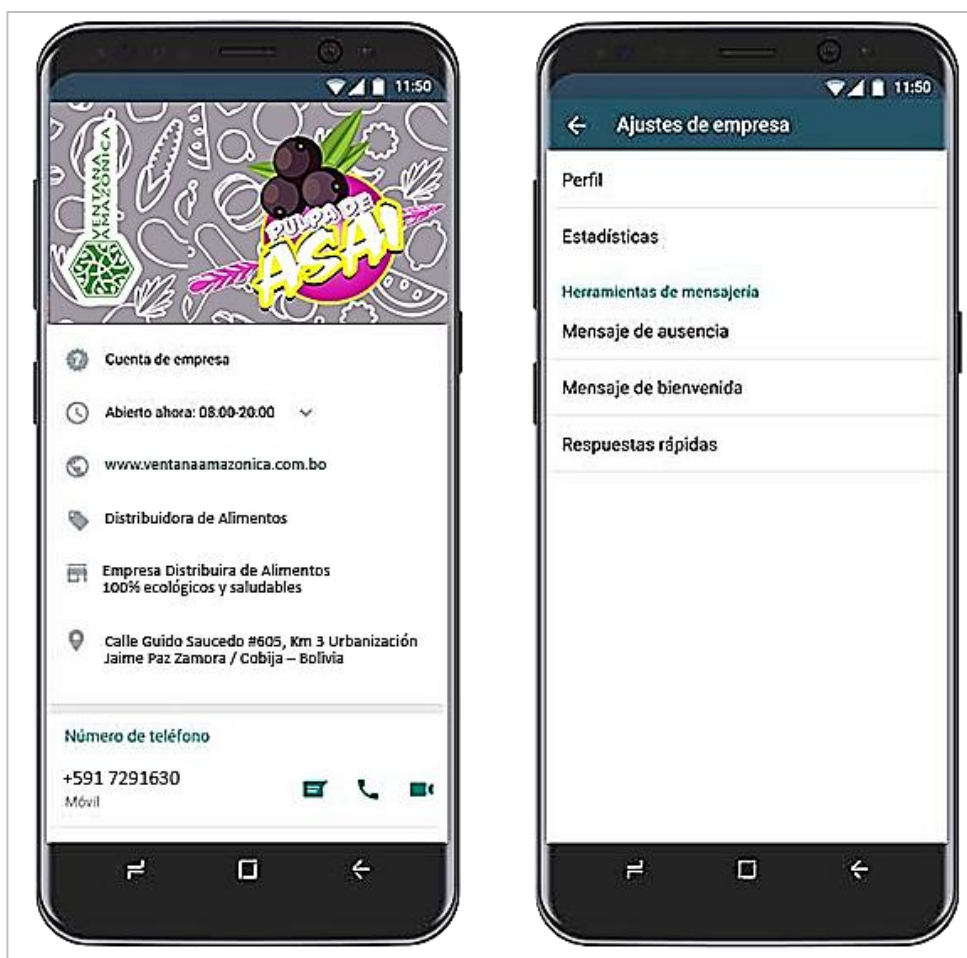 11:50
VENTANA
AMAZONICA
PULPA DE
ASAI
Cuenta de empresa
Abierto ahora: 08:00-20:00
www.ventanaamazonica.com.bo
Distribuidora de Alimentos
Empresa Distribuira de Alimentos
100% ecológicos y saludables
Calle Guido Saucedo #605, Km 3 Urbanización
Jaime Paz Zamora / Cobija – Bolivia
Número de teléfono
+591 7291630
Móvil
11:50
Ajustes de empresa
Perfil
Estadísticas
Herramientas de mensajería
Mensaje de ausencia
Mensaje de bienvenida
Respuestas rápidas